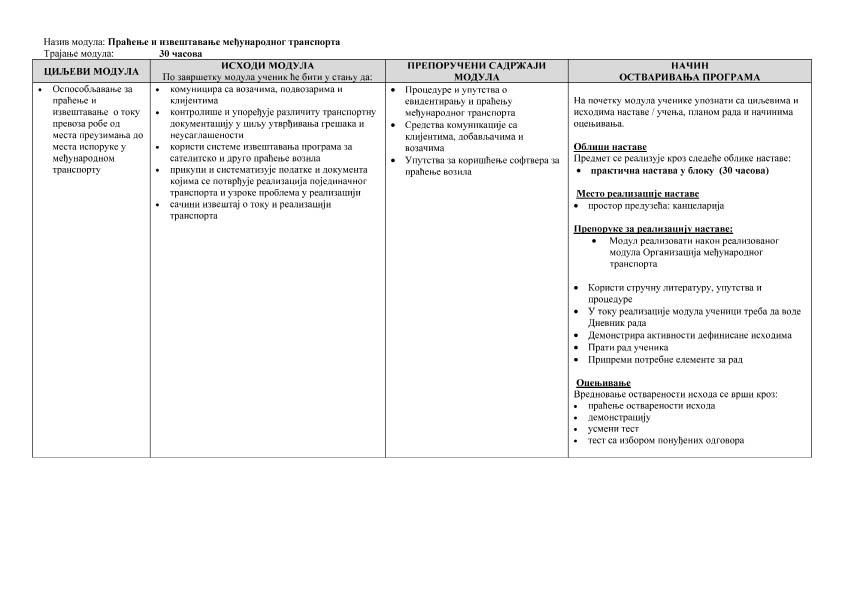 Назив модула: Праћење и извештавање међународног транспорта
Трајање модула: 30 часова
ЦИЉЕВИ МОДУЛА
ИСХОДИ МОДУЛА
По завршетку модула ученик ће бити у стању да:
ПРЕПОРУЧЕНИ САДРЖАЈИ
МОДУЛА
НАЧИН
ОСТВАРИВАЊА ПРОГРАМА
• Оспособљавање за
праћење и
извештавање о току
превоза робе од
места преузимања до
места испоруке у
међународном
транспорту
• комуницира са возачима, подвозарима и
клијентима
• контролише и упоређује различиту транспортну
документацију у циљу утврђивања грешака и
неусаглашености
• користи системе извештавања програма за
сателитско и друго праћење возила
• прикупи и систематизује податке и документа
којима се потврђује реализација појединачног
транспорта и узроке проблема у реализацији
• сачини извештај о току и реализацији
транспорта
• Процедуре и упутства о
евидентирању и праћењу
међународног транспорта
• Средства комуникације са
клијентима, добављачима и
возачима
• Упутства за коришћење софтвера за
праћење возила
На почетку модула ученике упознати са циљевима и
исходима наставе / учења, планом рада и начинима
оцењивања.
Облици наставе
Предмет се реализује кроз следеће облике наставе:
• практична настава у блоку (30 часова)
Место реализације наставе
• простор предузећа: канцеларија
Препоруке за реализацију наставе:
• Модул реализовати након реализованог
модула Организација међународног
транспорта
• Користи стручну литературу, упутства и
процедуре
• У току реализације модула ученици треба да воде
Дневник рада
• Демонстрира активности дефинисане исходима
• Прати рад ученика
• Припреми потребне елементе за рад
Оцењивање
Вредновање остварености исхода се врши кроз:
• праћење остварености исхода
• демонстрацију
• усмени тест
• тест са избором понуђених одговора